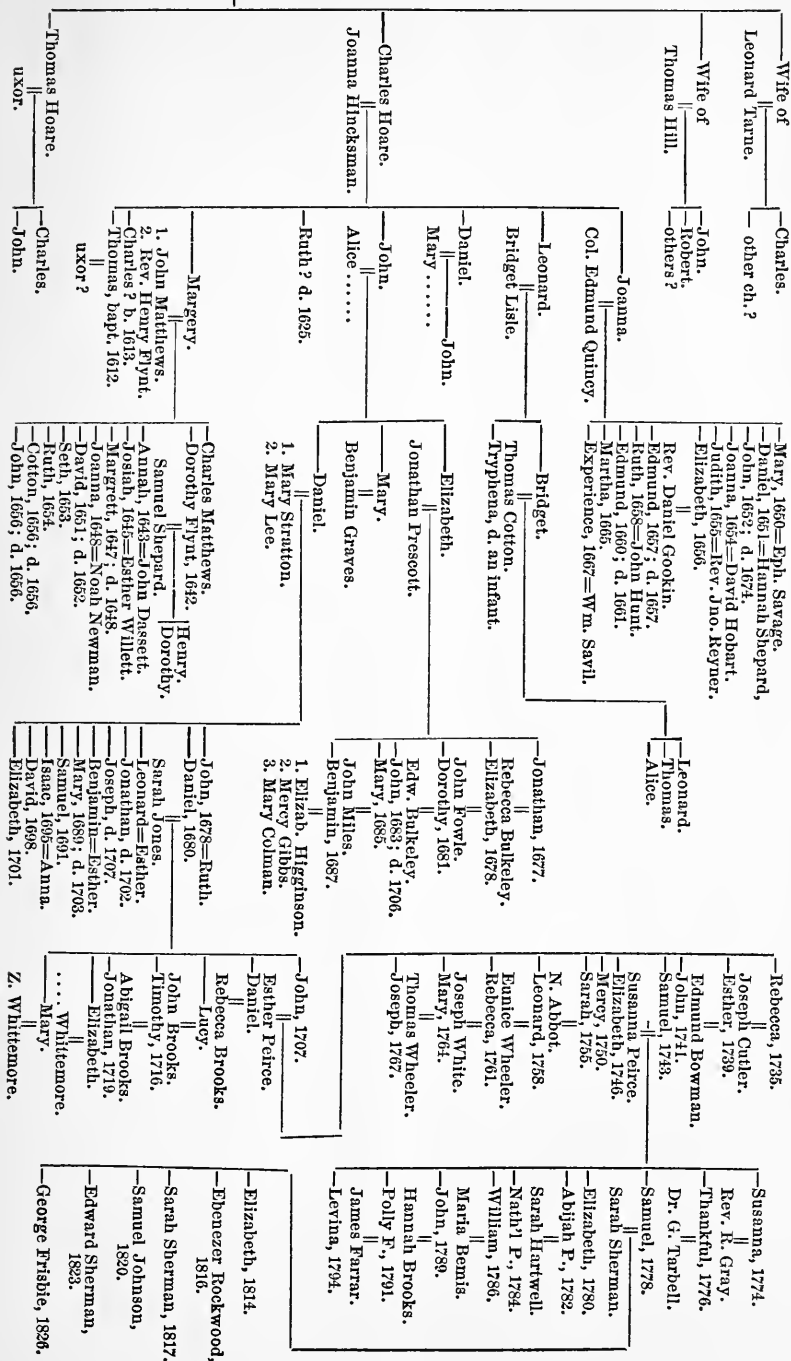 Wife of
Leonard Tarne.
Wife of
Thomas Hill.
Charles Hoare.
Joanna Hincksman.
Thomas Hoare.
uxor.
Charles.
other ch.?
John.
Robert.
others?
Joanna.
Col. Edmund Quincy.
Leonard.
Bridget Lisle.
Daniel.
Mary ......
John.
John.
Alice ......
Ruth? d. 1625.
Margery.
1. John Matthews.
2. Rev. Henry Flynt.
Charles? b. 1613.
Thomas, bapt. 1612.
uxor?
Charles.
John.
Mary, 1650=Eph. Savage.
Daniel, 1651=Hannah Shepard,
John, 1652; d. 1674.
Joanna, 1654=David Hobart.
Judith, 1655=Rev. Jno. Reyner.
Elizabeth, 1656.
Rev. Daniel Gookin.
Edmund, 1657; d. 1657.
Ruth, 1658=John Hunt.
Edmund, 1660; d. 1661.
Martha, 1665.
Experience, 1667=Wm. Savil.
Bridget.
Thomas Cotton.
Tryphena, d. an infant.
Elizabeth.
Jonathan Prescott.
Mary.
Benjamin Graves.
Daniel.
1. Mary Stratton.
2. Mary Lee.
Charles Matthews.
Dorothy Flynt, 1642.
Samuel Shepard.
Henry.
Dorothy.
Annah, 1643=John Dassett.
Josiah, 1645=Esther Willett.
Margrett, 1647; d. 1648.
Joanna, 1648=Noah Newman.
David, 1651; d. 1652.
Seth, 1653.
Ruth, 1654.
Cotton, 1656; d. 1656.
John, 1656; d. 1656.
Leonard.
Thomas.
Alice.
Jonathan, 1677.
Rebecca Bulkeley.
Elizabeth, 1678.
John Fowle.
Dorothy, 1681.
Edw. Bulkeley.
John, 1683; d. 1706.
Mary, 1685.
John Miles.
Benjamin, 1687.
1. Elizab. Higginson.
2. Mercy Gibbs.
3. Mary Colman.
John, 1678=Ruth.
Daniel, 1680.
Sarah Jones.
Leonard=Esther.
Jonathan, d. 1702.
Joseph, d. 1707.
Benjamin=Esther.
Mary, 1689; d. 1703.
Samuel, 1691.
Isaac, 1695=Anna.
David, 1698.
Elizabeth, 1701.
Rebecca, 1735.
Joseph Cutler.
Esther, 1739.
Edmund Bowman.
John, 1741.
Samuel, 1743.
Susanna Peirce.
Elizabeth, 1746.
Mercy, 1750.
Sarah, 1755.
N. Abbot.
Leonard, 1758.
Eunice Wheeler.
Rebecca, 1761.
Joseph White.
Mary, 1764.
Thomas Wheeler.
Joseph, 1767.
John, 1707.
Esther Peirce.
Daniel.
Rebecca Brooks.
Lucy.
John Brooks.
Timothy, 1716.
Abigail Brooks.
Jonathan, 1719.
Elizabeth.
.... Whittemore.
Mary.
Z. Whittemore.
Susanna, 1774.
Rev. R. Gray.
Thankful, 1776.
Dr. G. Tarbell.
Samuel, 1778.
Sarah Sherman.
Elizabeth, 1780.
Abijah P., 1782.
Sarah Hartwell.
Nath'l P., 1784.
William, 1786.
Maria Bemis.
John, 1789.
Hannah Brooks.
Polly F., 1791.
James Farrar.
Levina, 1794.
Elizabeth, 1814.
Ebenezer Rockwood,
1816.
Sarah Sherman, 1817.
Samuel Johnson,
1820.
Edward Sherman,
1823.
George Frisbie, 1826.